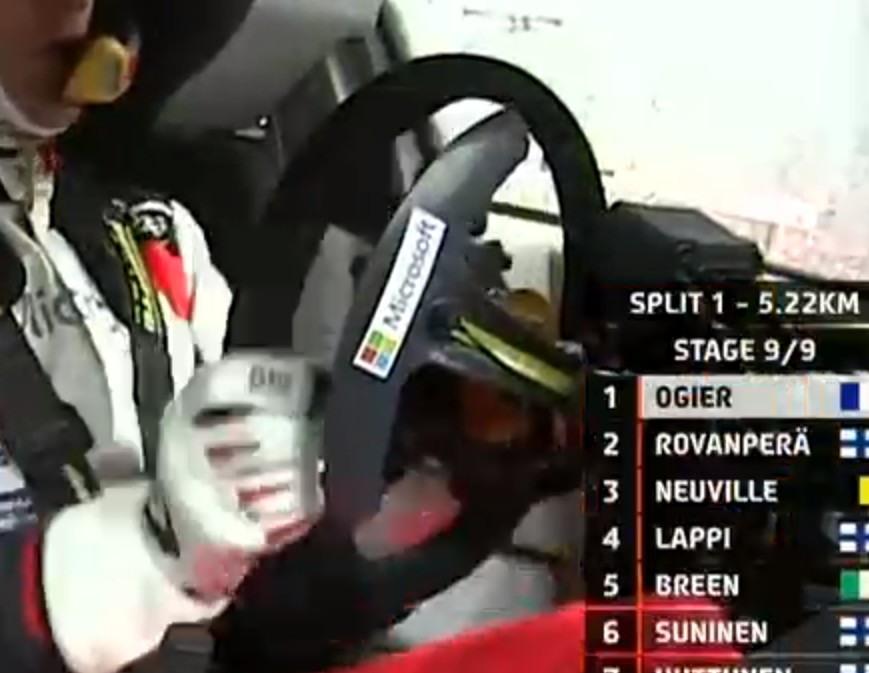 Microsoft
SPLIT 1 - 5.22KM
STAGE 9/9
1 OGIER
2 ROVANPERÄ
3 NEUVILLE
4 LAPPI
5 BREEN
6 SUNINEN